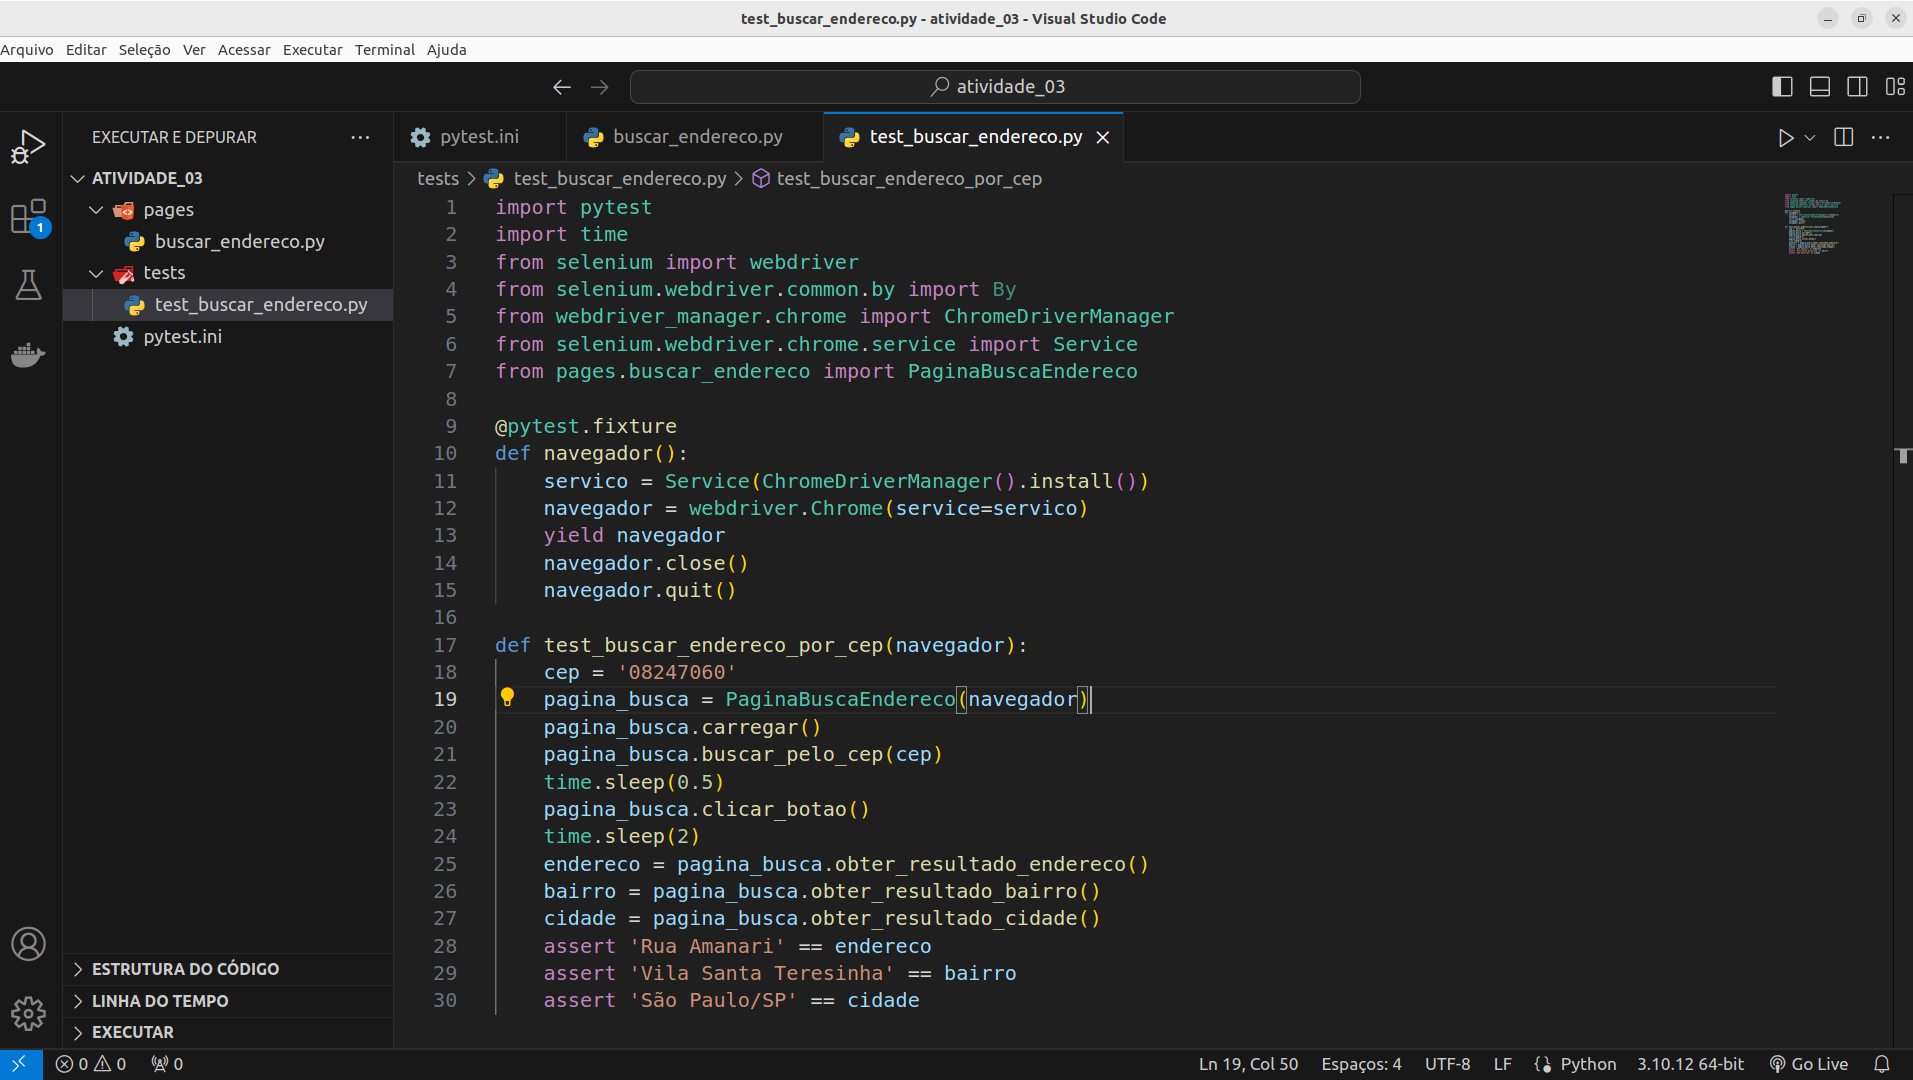 test_buscar_endereco.py - atividade_03 - Visual Studio Code
Arquivo Editar Seleção Ver Acessar Executar Terminal Ajuda
atividade_03
EXECUTAR E DEPURAR
ATIVIDADE_03
pages
buscar_endereco.py
tests
test_buscar_endereco.py
pytest.ini
1
ESTRUTURA DO CÓDIGO
LINHA DO TEMPO
EXECUTAR
pytest.ini buscar_endereco.py test_buscar_endereco.py
tests > test_buscar_endereco.py > test_buscar_endereco_por_cep
1 import pytest
2 import time
3 from selenium import webdriver
4 from selenium.webdriver.common.by import By
5 from webdriver_manager.chrome import ChromeDriverManager
6 from selenium.webdriver.chrome.service import Service
7 from pages.buscar_endereco import PaginaBuscaEndereco
8
9 @pytest.fixture
10 def navegador():
11 servico = Service(ChromeDriverManager().install())
12 navegador = webdriver.Chrome(service=servico)
13 yield navegador
14 navegador.close()
15 navegador.quit()
16
17 def test_buscar_endereco_por_cep(navegador):
18 cep = '08247060'
19 pagina_busca = PaginaBuscaEndereco(navegador)
20 pagina_busca.carregar()
21 pagina_busca.buscar_pelo_cep(cep)
22 time.sleep(0.5)
23 pagina_busca.clicar_botao()
24 time.sleep(2)
25 endereco = pagina_busca.obter_resultado_endereco()
26 bairro = pagina_busca.obter_resultado_bairro()
27 cidade = pagina_busca.obter_resultado_cidade()
28 assert 'Rua Amanari' == endereco
29 assert 'Vila Santa Teresinha' == bairro
30 assert 'São Paulo/SP' == cidade
0 0 0 Ln 19, Col 50 Espaços: 4 UTF-8 LF Python 3.10.12 64-bit Go Live